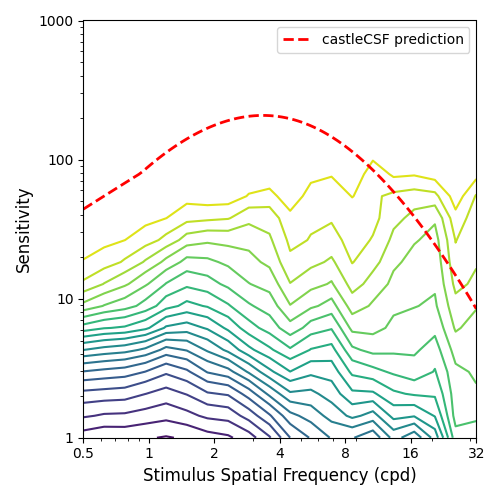 1000
castleCSF prediction
100
Sensitivity
10
1
0.5 1 2 4 8 16 32
Stimulus Spatial Frequency (cpd)